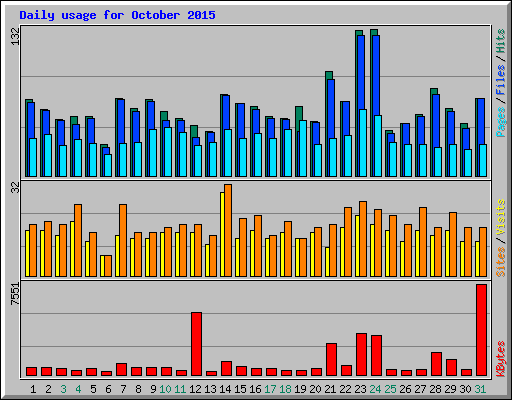 Daily usage for October 2015
132
Pages / Files / Hits
32
Sites / Visits
7551
KBytes
1 2 3 4 5 6 7 8 9 10 11 12 13 14 15 16 17 18 19 20 21 22 23 24 25 26 27 28 29 30 31